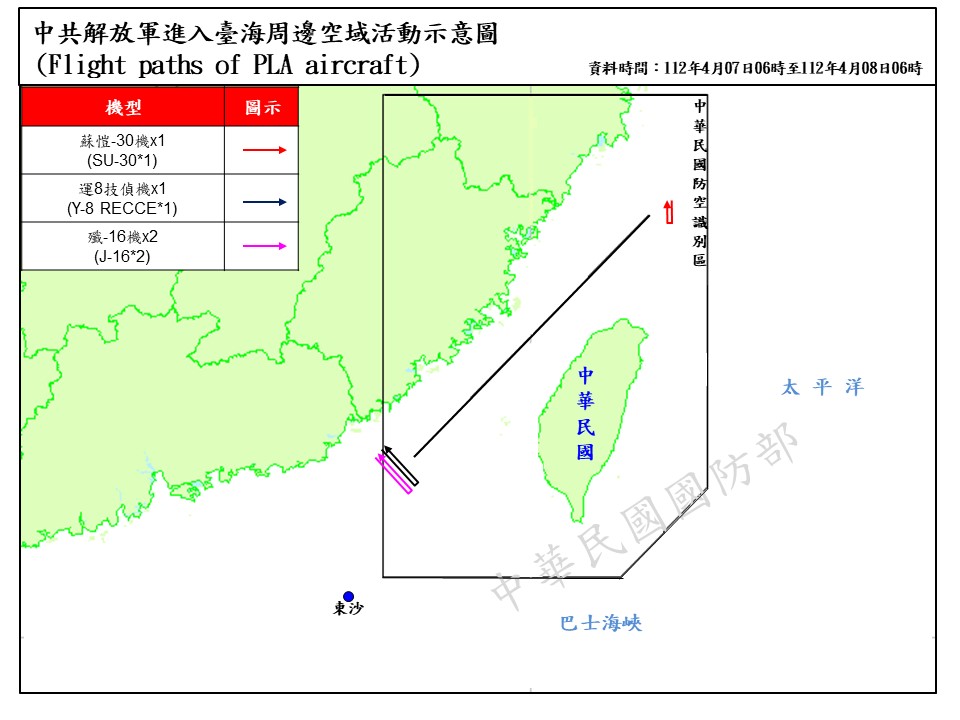 中共解放軍進入臺海周邊空域活動示意圖
(Flight paths of PLA aircraft)
資料時間：112年4月07日06時至112年4月08日06時
機型
圖示
蘇愷-30機x1
(SU-30*1)
運8技偵機x1
(Y-8 RECCE*1)
殲-16機x2
(J-16*2)
中華民國防空識別區
中華民國
太平洋
中華民國國防部
東沙
巴士海峽